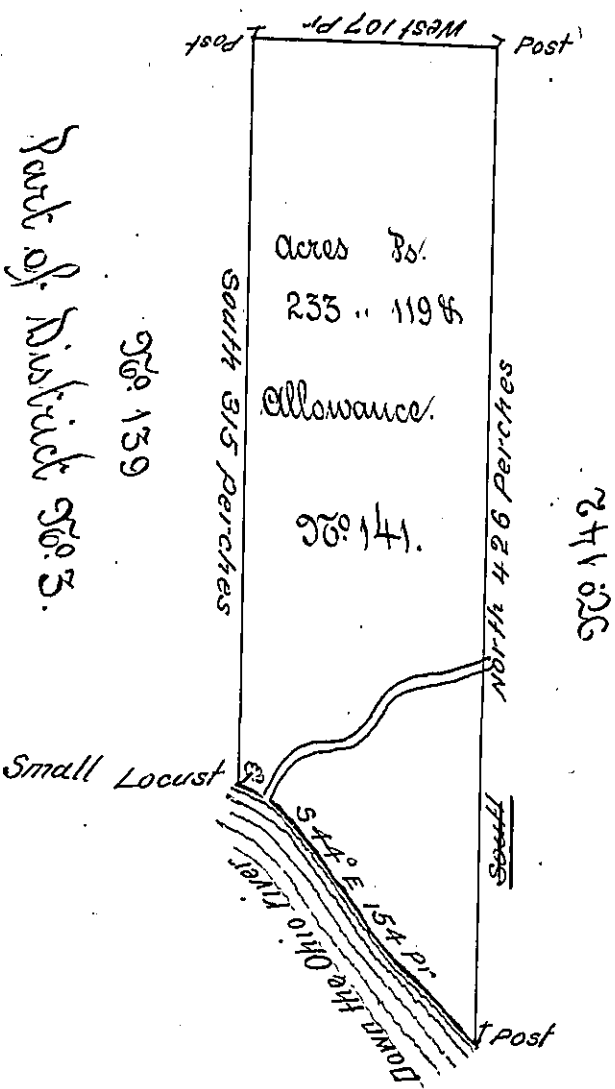 West 107 Pr
Post
Post
acres Ps.
233 .. 119 &
Allowance.
No. 141.
South 315 perches
North 426 Perches
No. 142
No. 139
Part of District No. 3.
South
Small Locust
S 44° E 154 Pr
Down the Ohio River
Post